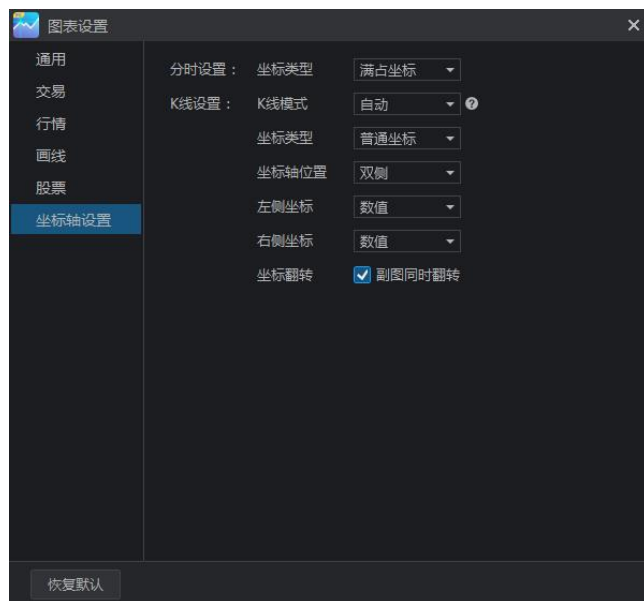 图表设置
通用
交易
行情
画线
股票
坐标轴设置
分时设置： 坐标类型 满占坐标
K线设置： K线模式 自动
坐标类型 普通坐标
坐标轴位置 双侧
左侧坐标 数值
右侧坐标 数值
坐标翻转 副图同时翻转
恢复默认